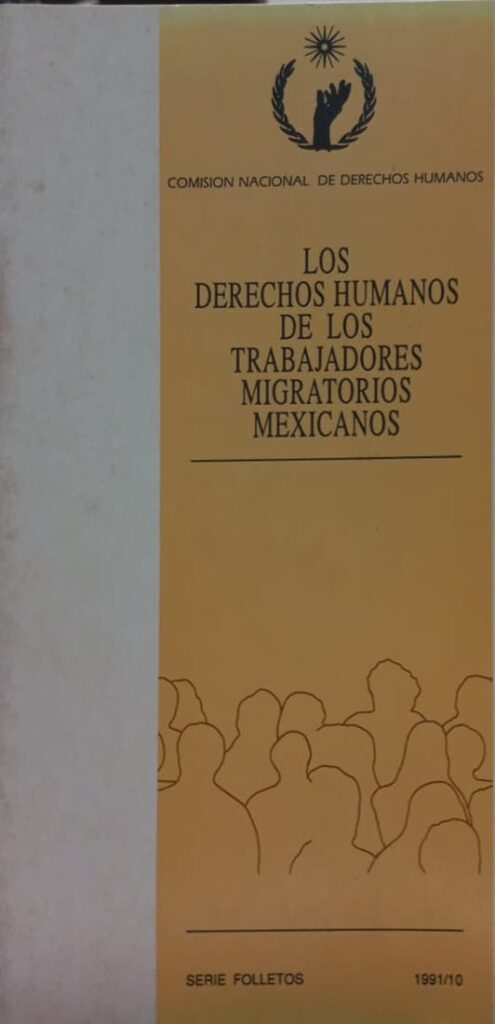 COMISION NACIONAL DE DERECHOS HUMANOS
LOS
DERECHOS HUMANOS
DE LOS
TRABAJADORES
MIGRATORIOS
MEXICANOS
SERIE FOLLETOS 1991/10